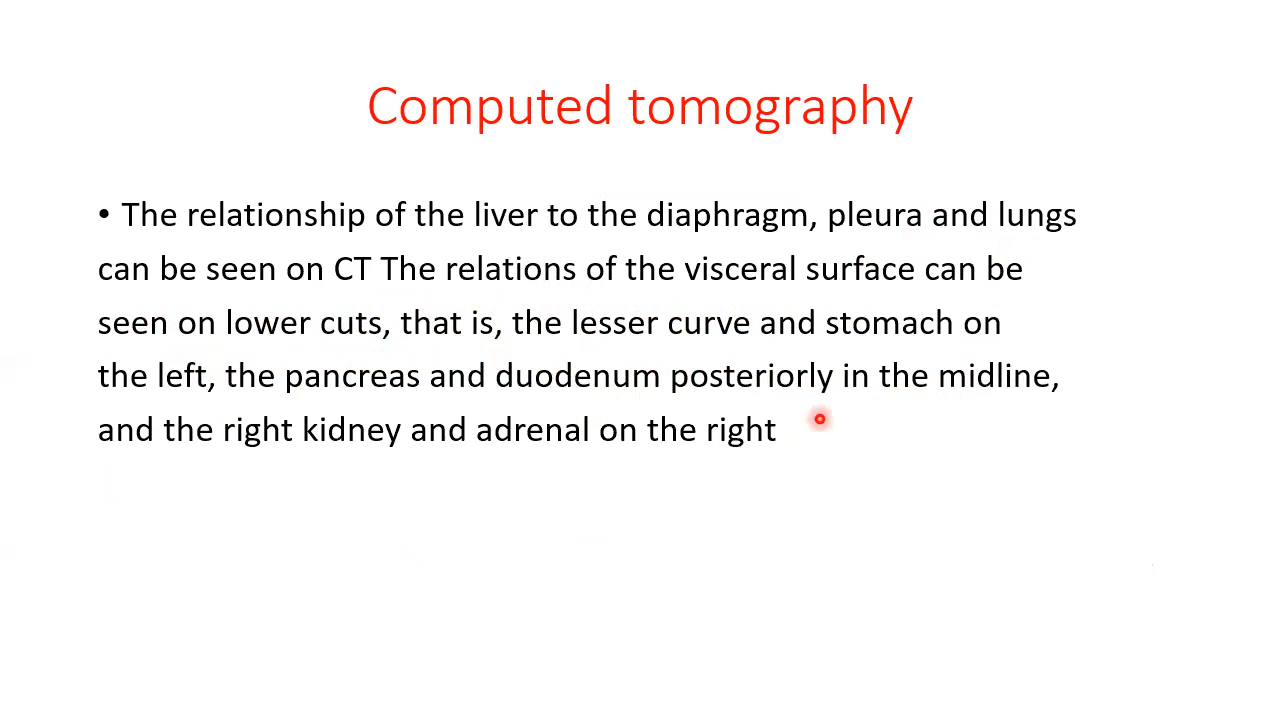 Computed tomography
• The relationship of the liver to the diaphragm, pleura and lungs
can be seen on CT The relations of the visceral surface can be
seen on lower cuts, that is, the lesser curve and stomach on
the left, the pancreas and duodenum posteriorly in the midline,
and the right kidney and adrenal on the right